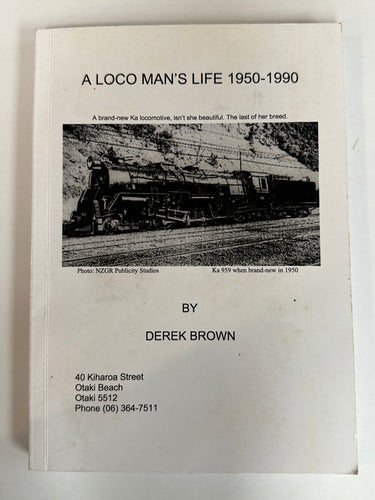 A LOCO MAN'S LIFE 1950-1990
A brand-new Ka locomotive, isn't she beautiful. The last of her breed.
Photo: NZGR Publicity Studios Ka 959 when brand-new in 1950
BY
DEREK BROWN
40 Kiharoa Street
Otaki Beach
Otaki 5512
Phone (06) 364-7511